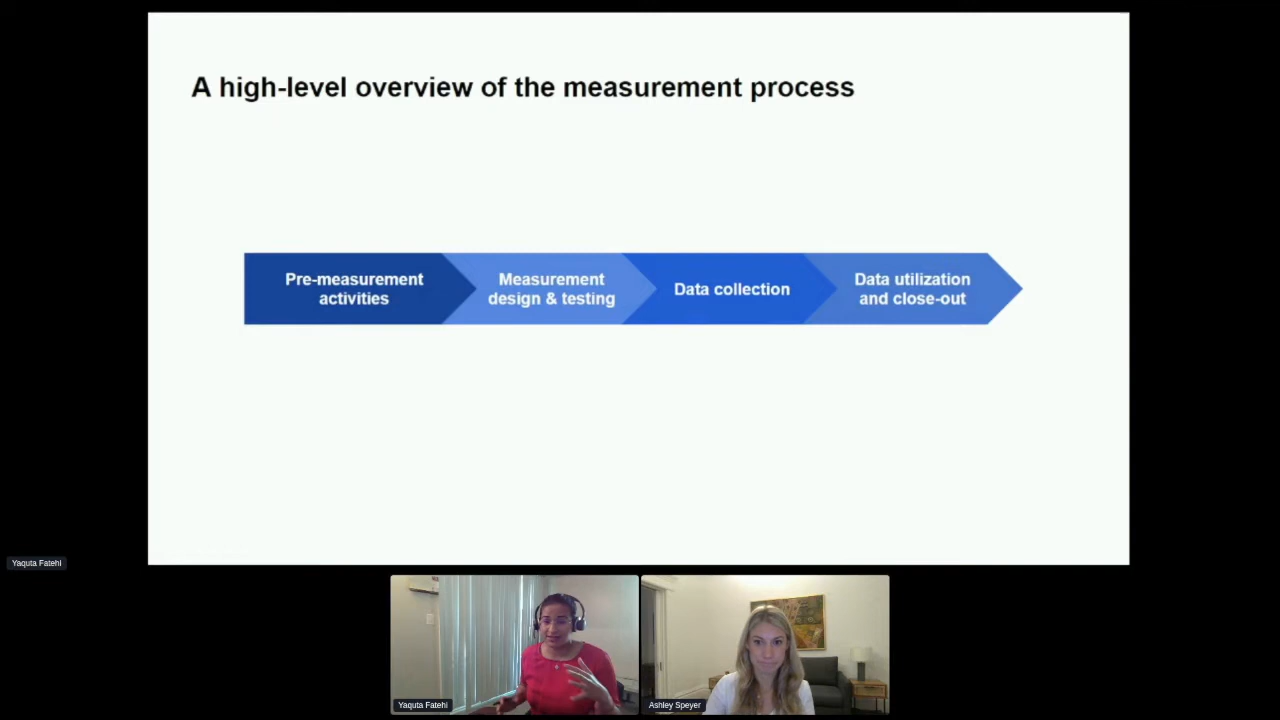 A high-level overview of the measurement process
Pre-measurement
activities
Measurement
design & testing
Data collection
Data utilization
and close-out
Yaquta Fatehi
Yaquta Fatehi
Ashley Speyer